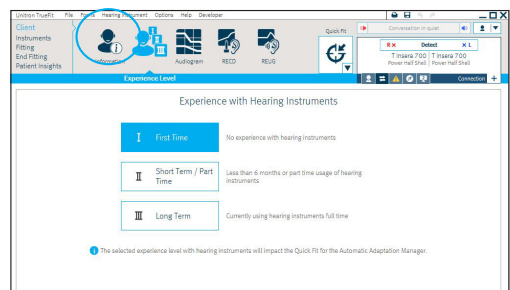 Unitron TrueFit File Forms Hearing Instrument Options Help Developer
Client
Instruments
Fitting
End Fitting
Patient Insights
Information
Audiogram
RECD
REUG
Quick Fit
Conversation in quiet
R X Detect X L
T Insera 700 T Insera 700
Power Half Shell Power Half Shell
Connection +
Experience Level
Experience with Hearing Instruments
I First Time No experience with hearing instruments
II Short Term / Part Time Less than 6 months or part time usage of hearing instruments
III Long Term Currently using hearing instruments full time
The selected experience level with hearing instruments will impact the Quick Fit for the Automatic Adaptation Manager.